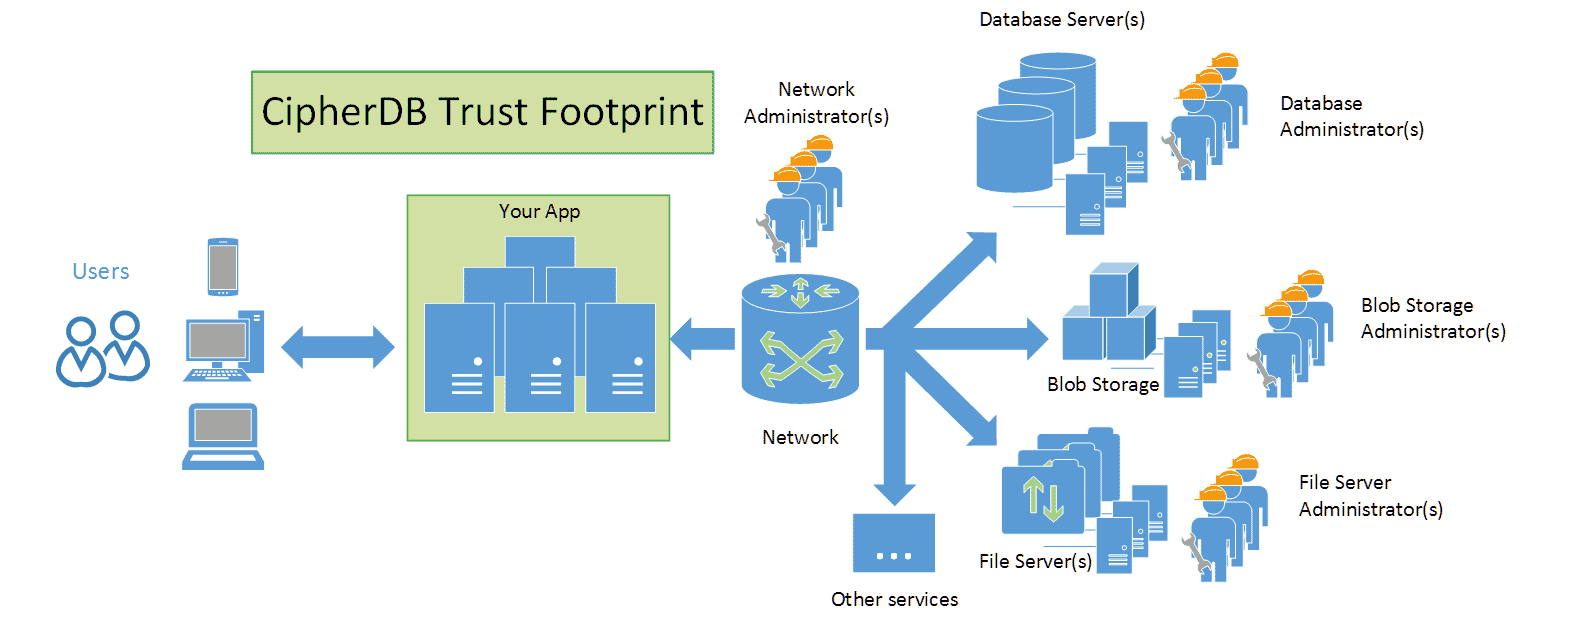 Database Server(s)
CipherDB Trust Footprint
Network
Administrator(s)
Database
Administrator(s)
Your App
Users
Blob Storage
Administrator(s)
Blob Storage
Network
File Server
Administrator(s)
File Server(s)
Other services